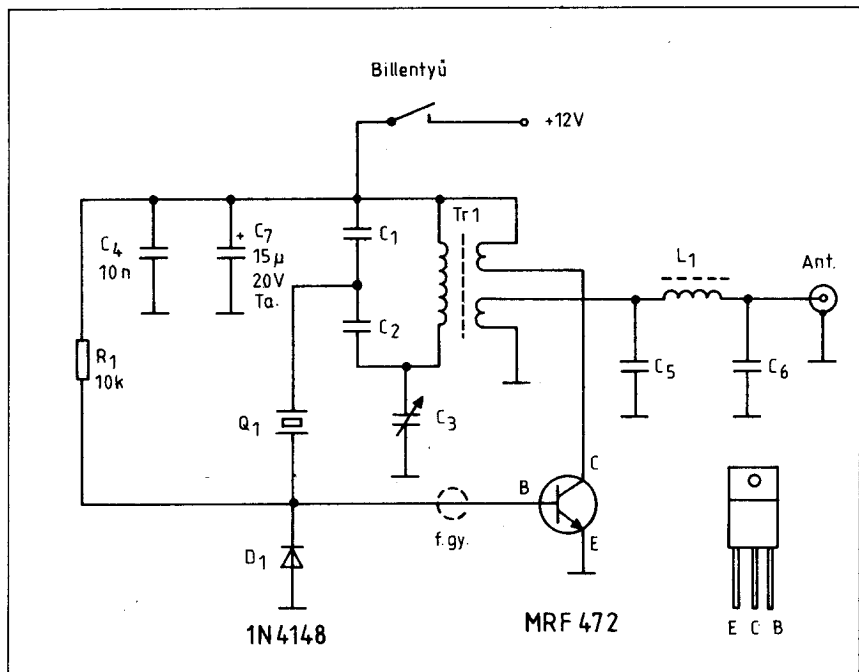 Billentyű
+12V
C4
10n
+ C7
15µ
20V
Ta.
C1
Tr1
L1
Ant.
C2
C5
C6
R1
10k
Q1
C3
C
B
E
f.gy.
D1
1N4148
MRF 472
E C B